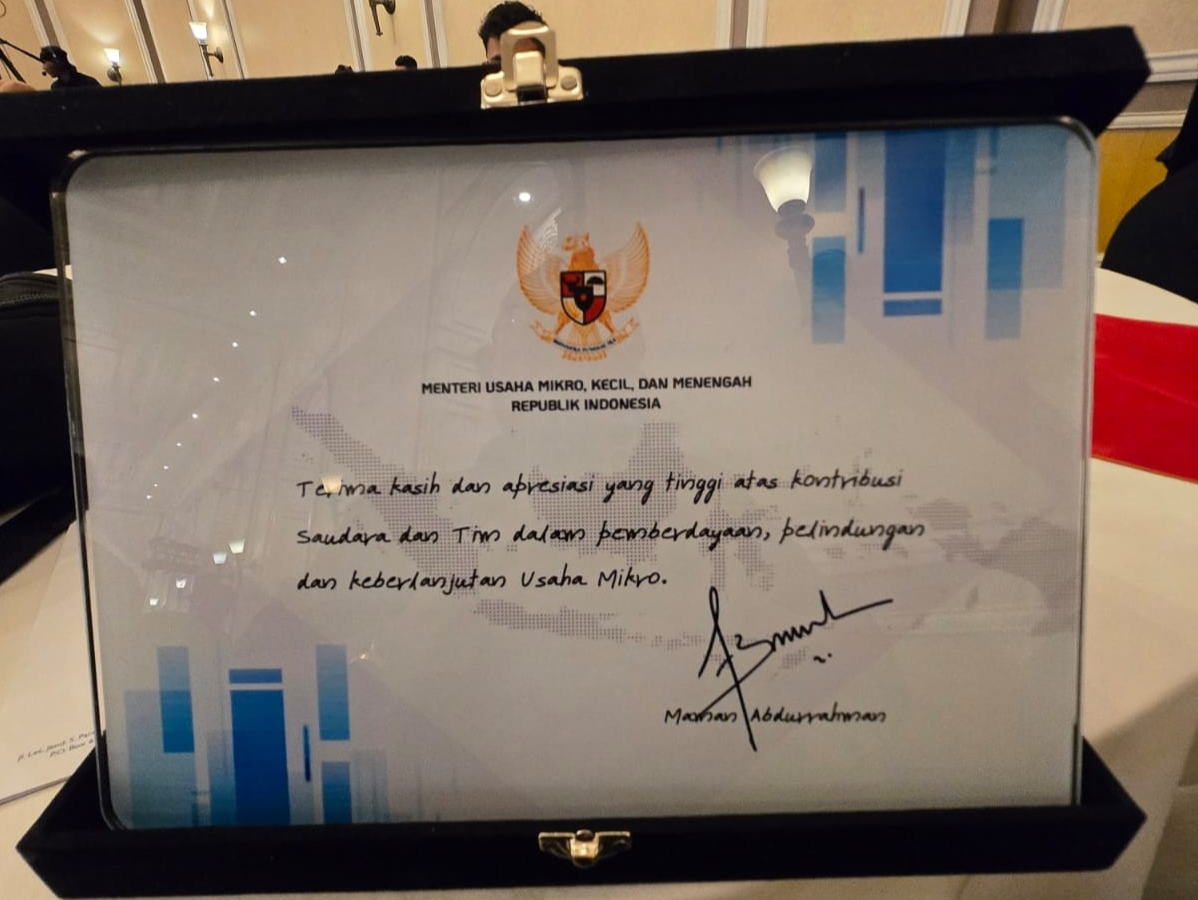 MENTERI USAHA MIKRO, KECIL, DAN MENENGAH
REPUBLIK INDONESIA
Terima kasih dan apresiasi yang tinggi atas kontribusi
Saudara dan Tim dalam pemberdayaan, pelindungan
dan keberlanjutan Usaha Mikro.
Maman Abdurrahman